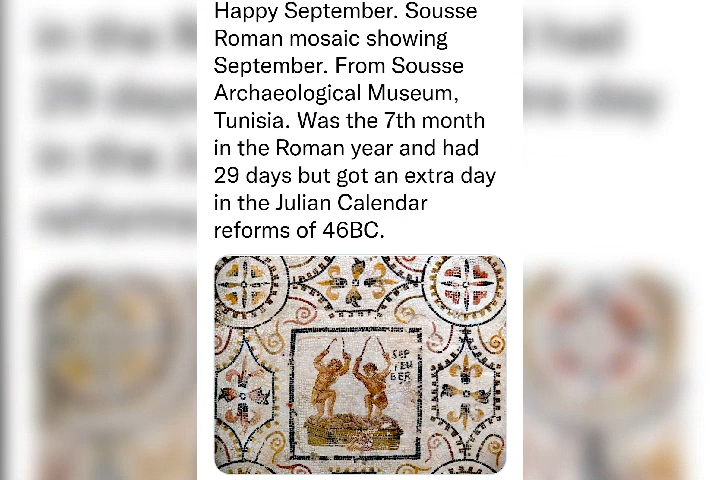 Happy September. Sousse
Roman mosaic showing
September. From Sousse
Archaeological Museum,
Tunisia. Was the 7th month
in the Roman year and had
29 days but got an extra day
in the Julian Calendar
reforms of 46BC.
SEP
TEU
BER